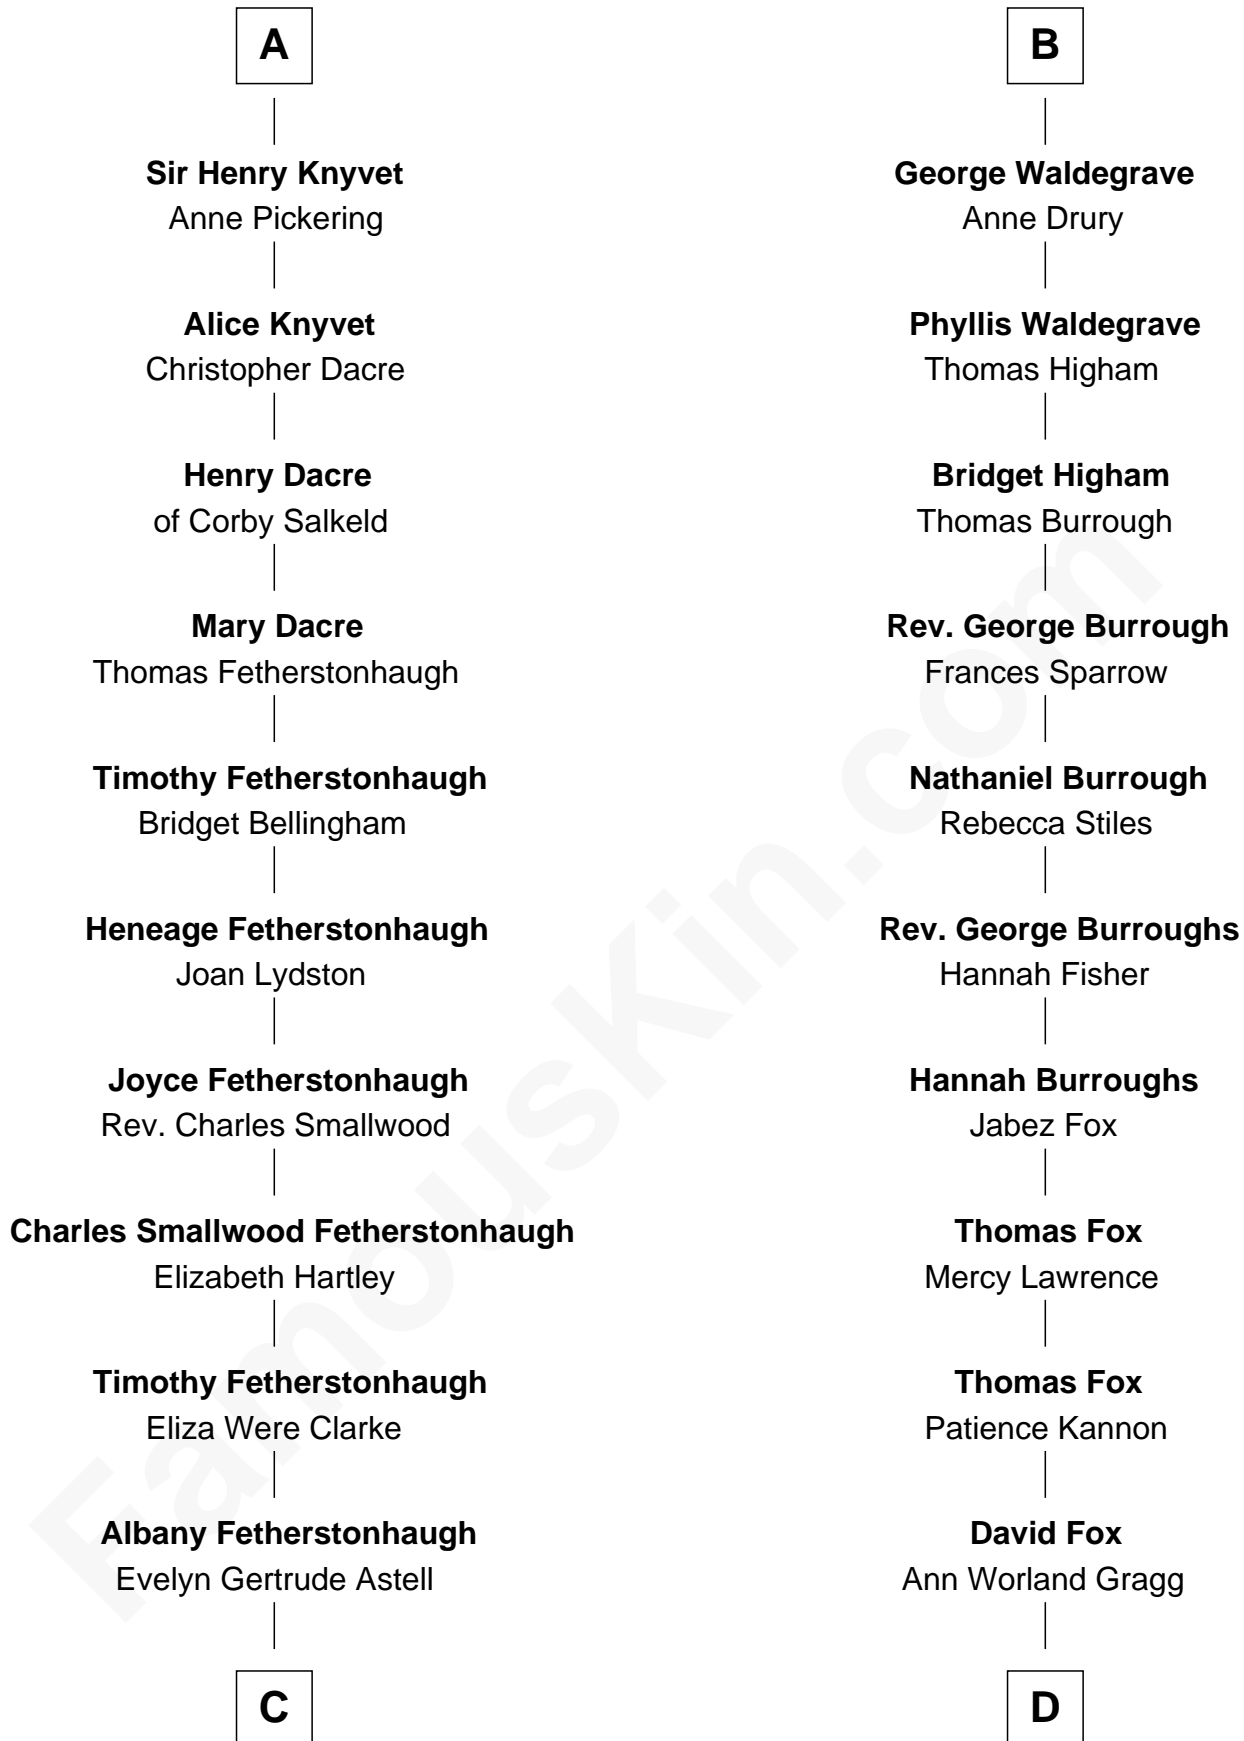 A
Sir Henry Knyvet
Anne Pickering
Alice Knyvet
Christopher Dacre
Henry Dacre
of Corby Salkeld
Mary Dacre
Thomas Fetherstonhaugh
Timothy Fetherstonhaugh
Bridget Bellingham
Heneage Fetherstonhaugh
Joan Lydston
Joyce Fetherstonhaugh
Rev. Charles Smallwood
Charles Smallwood Fetherstonhaugh
Elizabeth Hartley
Timothy Fetherstonhaugh
Eliza Were Clarke
Albany Fetherstonhaugh
Evelyn Gertrude Astell
C
B
George Waldegrave
Anne Drury
Phyllis Waldegrave
Thomas Higham
Bridget Higham
Thomas Burrough
Rev. George Burrough
Frances Sparrow
Nathaniel Burrough
Rebecca Stiles
Rev. George Burroughs
Hannah Fisher
Hannah Burroughs
Jabez Fox
Thomas Fox
Mercy Lawrence
Thomas Fox
Patience Kannon
David Fox
Ann Worland Gragg
D
FamousKin.com